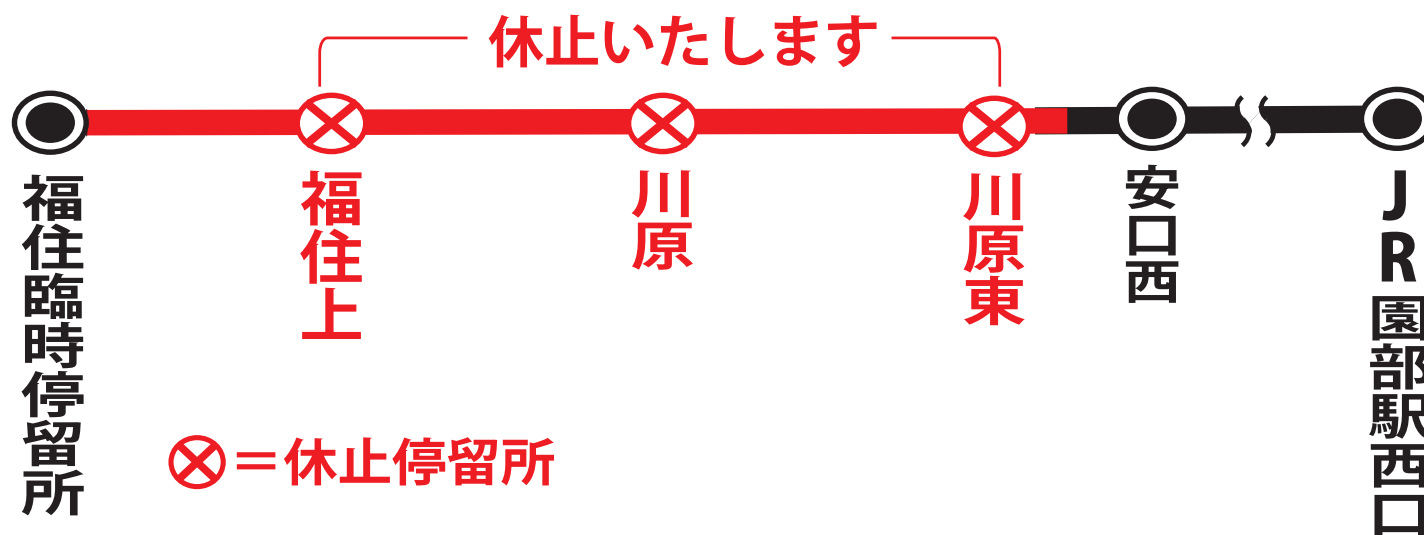 休止いたします
福住臨時停留所
福住上
川原
川原東
安口西
JR園部駅西口
=休止停留所